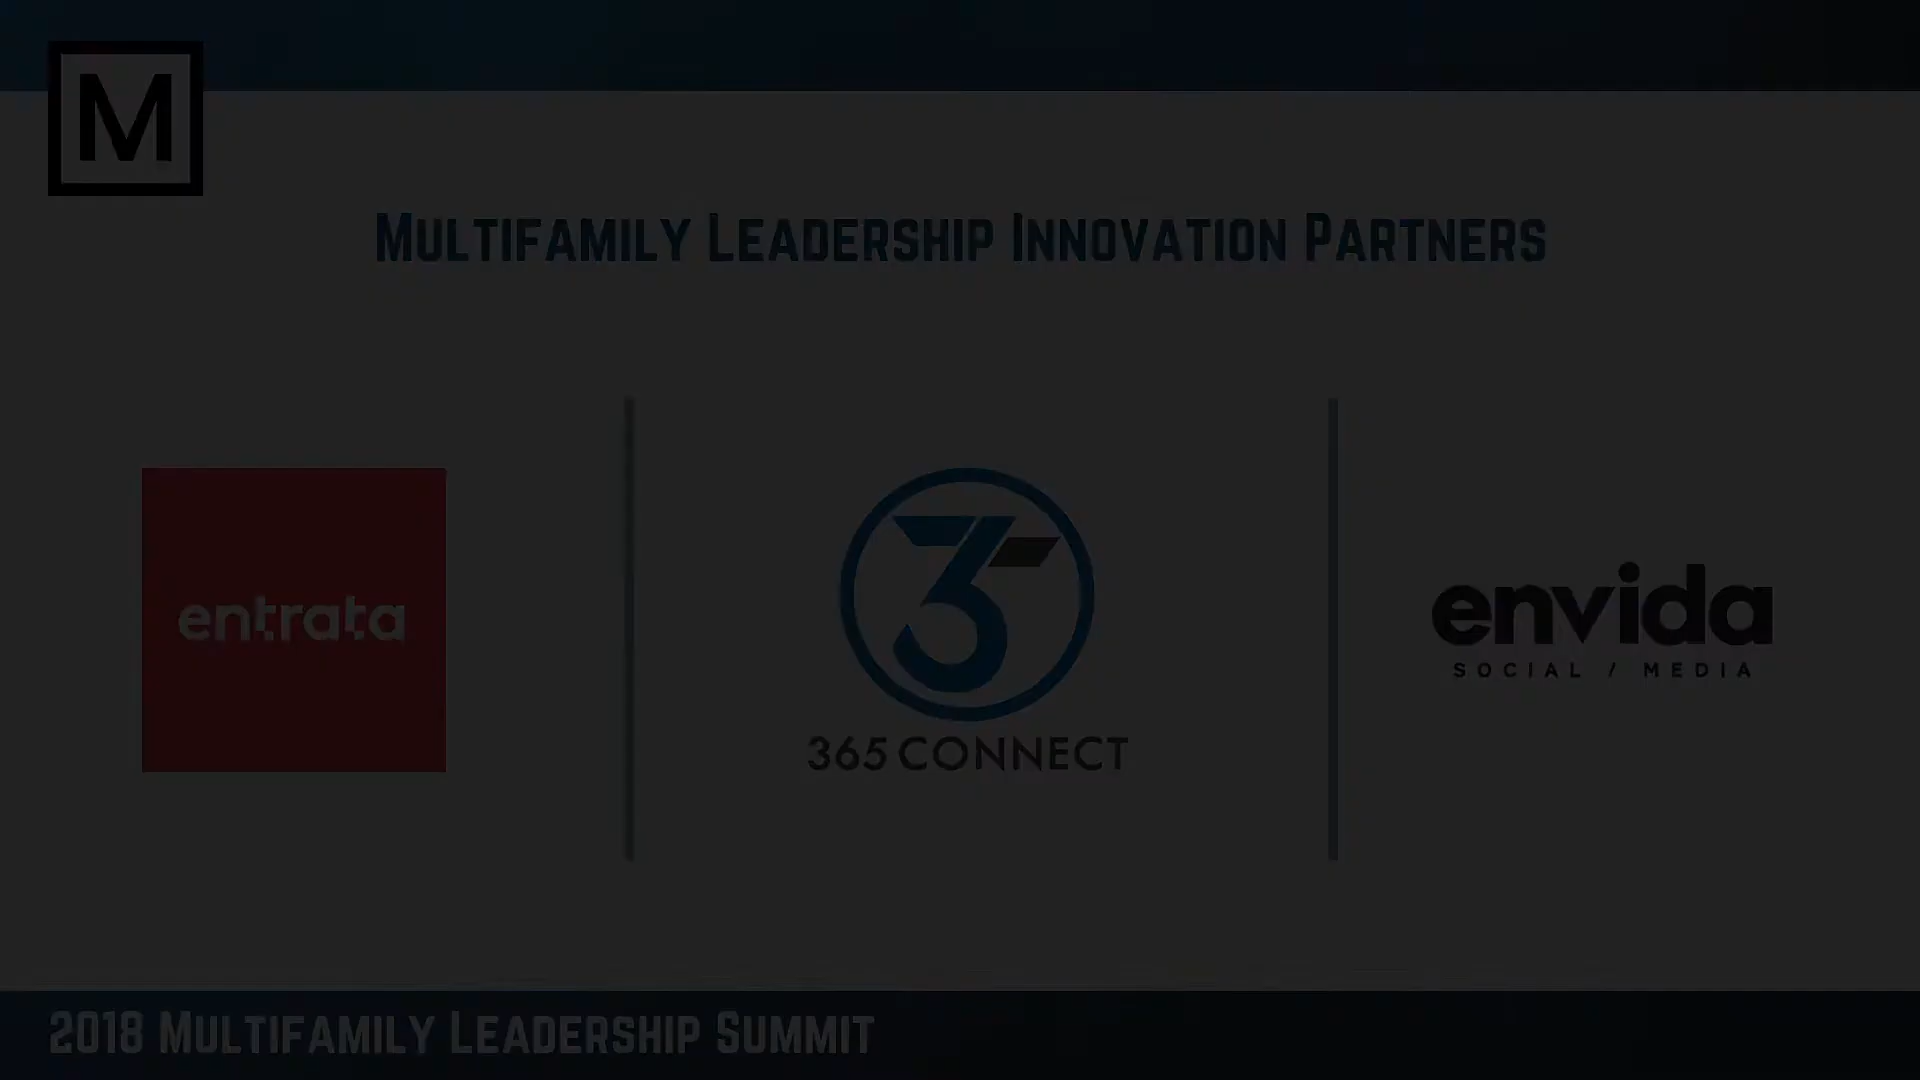 M
Multifamily Leadership Innovation Partners
entrata
365 CONNECT
envida
SOCIAL / MEDIA
2018 Multifamily Leadership Summit